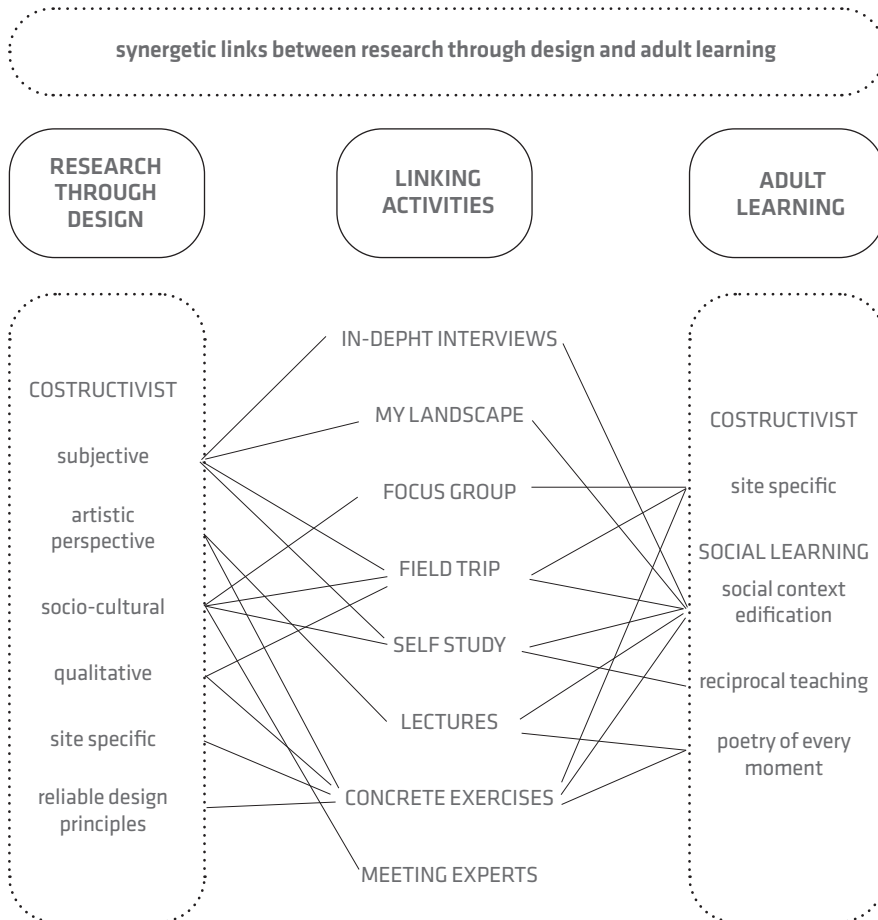 synergetic links between research through design and adult learning
RESEARCH
THROUGH
DESIGN
LINKING
ACTIVITIES
ADULT
LEARNING
COSTRUCTIVIST
subjective
artistic
perspective
socio-cultural
qualitative
site specific
reliable design
principles
IN-DEPHT INTERVIEWS
MY LANDSCAPE
FOCUS GROUP
FIELD TRIP
SELF STUDY
LECTURES
CONCRETE EXERCISES
MEETING EXPERTS
COSTRUCTIVIST
site specific
SOCIAL LEARNING
social context
edification
reciprocal teaching
poetry of every
moment